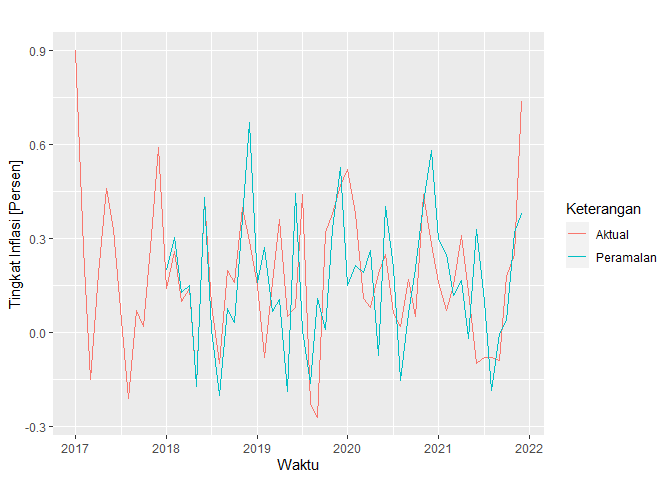 Tingkat Inflasi [Persen]
0.9
0.6
0.3
0.0
-0.3
2017 2018 2019 2020 2021 2022
Waktu
Keterangan
Aktual
Peramalan